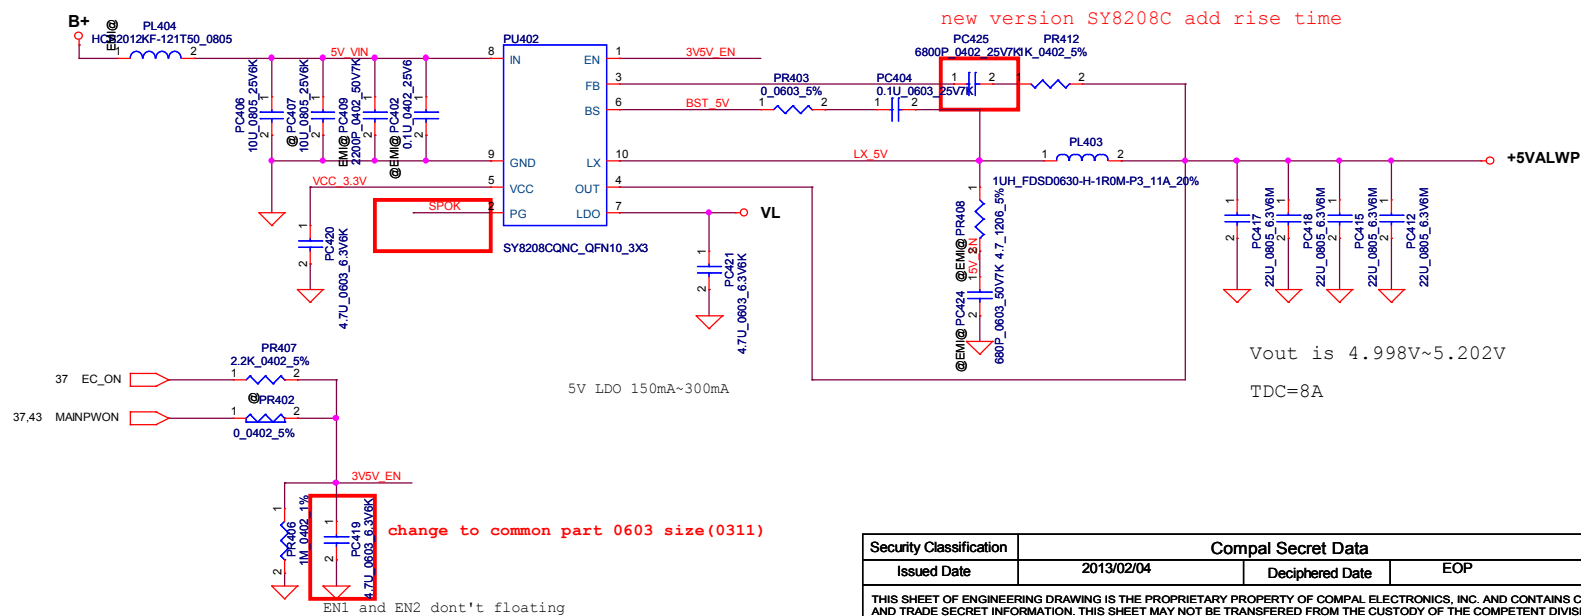 new version SY8208C add rise time
B+
EMI@
PL404
HCB2012KF-121T50_0805
1
2
5V_VIN
PC406
10U_0805_25V6K
@PC407
10U_0805_25V6K
EMI@PC409
2200P_0402_50V7K
@EMI@PC402
0.1U_0402_25V6
PU402
8 IN
EN 1
3V5V_EN
FB 3
BS 6
BST_5V
9 GND
LX 10
LX_5V
5 VCC
VCC_3.3V
OUT 4
2 PG
SPOK
LDO 7
VL
SY8208CQNC_QFN10_3X3
PC420
4.7U_0603_6.3V6K
PC421
4.7U_0603_6.3V6K
PR403
0_0603_5%
1
2
PC404
0.1U_0603_25V7K
1
2
PC425
6800P_0402_25V7K
1 2
PR412
1K_0402_5%
1
2
PL403
1
2
1UH_FDSD0630-H-1R0M-P3_11A_20%
+5VALWP
@EMI@ PR408
4.7_1206_5%
@EMI@ PC424
680P_0603_50V7K
PC417
22U_0805_6.3V6M
PC418
22U_0805_6.3V6M
PC415
22U_0805_6.3V6M
PC412
22U_0805_6.3V6M
Vout is 4.998V~5.202V
TDC=8A
5V LDO 150mA~300mA
PR407
2.2K_0402_5%
37 EC_ON
1
2
@PR402
37,43 MAINPWON
1
2
0_0402_5%
3V5V_EN
PR406
1M_0402_1%
PC419
4.7U_0603_6.3V6K
change to common part 0603 size(0311)
EN1 and EN2 dont't floating
Security Classification
Compal Secret Data
Issued Date
2013/02/04
Deciphered Date
EOP
THIS SHEET OF ENGINEERING DRAWING IS THE PROPRIETARY PROPERTY OF COMPAL ELECTRONICS, INC. AND CONTAINS C
AND TRADE SECRET INFORMATION. THIS SHEET MAY NOT BE TRANSFERED FROM THE CUSTODY OF THE COMPETENT DIVIS